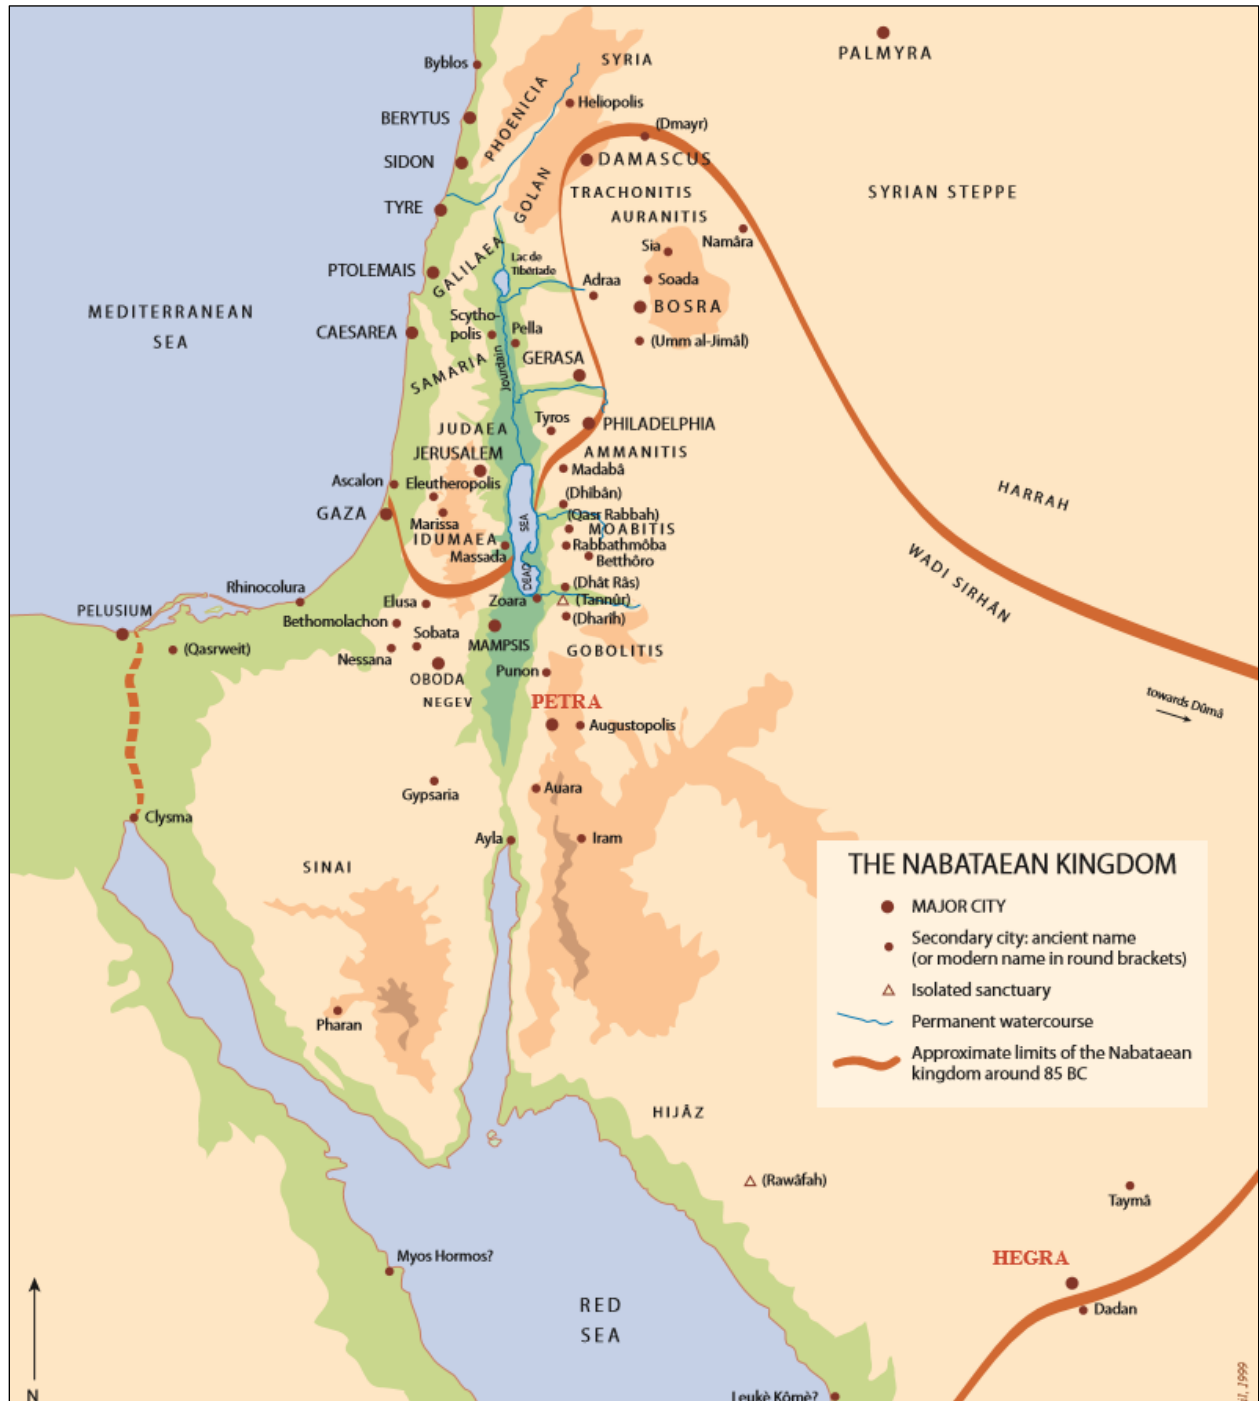 Byblos
SYRIA
PALMYRA
Heliopolis
BERYTUS
PHOENICIA
(Dmayr)
SIDON
DAMASCUS
GOLAN
TRACHONITIS
SYRIAN STEPPE
TYRE
AURANITIS
Sia
Namâra
GALILAEA
Lac de
Tibériade
PTOLEMAIS
Adraa
Soada
MEDITERRANEAN
SEA
BOSRA
CAESAREA
Scytho-
polis
Pella
(Umm al-Jimâl)
Jourdain
GERASA
SAMARIA
Tyros
PHILADELPHIA
JUDAEA
JERUSALEM
AMMANITIS
Madabâ
Ascalon
Eleutheropolis
(Dhîbân)
HARRAH
GAZA
Marissa
(Qasr Rabbah)
MOABITIS
IDUMAEA
Rabbathmôba
Massada
Betthôro
DEAD SEA
WADI SIRHÂN
Rhinocolura
(Dhât Râs)
PELUSIUM
Elusa
Zoara
(Tannûr)
Bethomolachon
(Dharih)
Sobata
MAMPSIS
(Qasrweit)
Nessana
GOBOLITIS
OBODA
Punon
NEGEV
PETRA
towards Dûmâ
Augustopolis
Gypsaria
Auara
Clysma
Ayla
Iram
SINAI
THE NABATAEAN KINGDOM
MAJOR CITY
Secondary city: ancient name
(or modern name in round brackets)
Isolated sanctuary
Permanent watercourse
Approximate limits of the Nabataean
kingdom around 85 BC
Pharan
HIJÂZ
(Rawâfah)
Taymâ
Myos Hormos?
HEGRA
RED
SEA
Dadan
N
Leukè Kômè?
1999